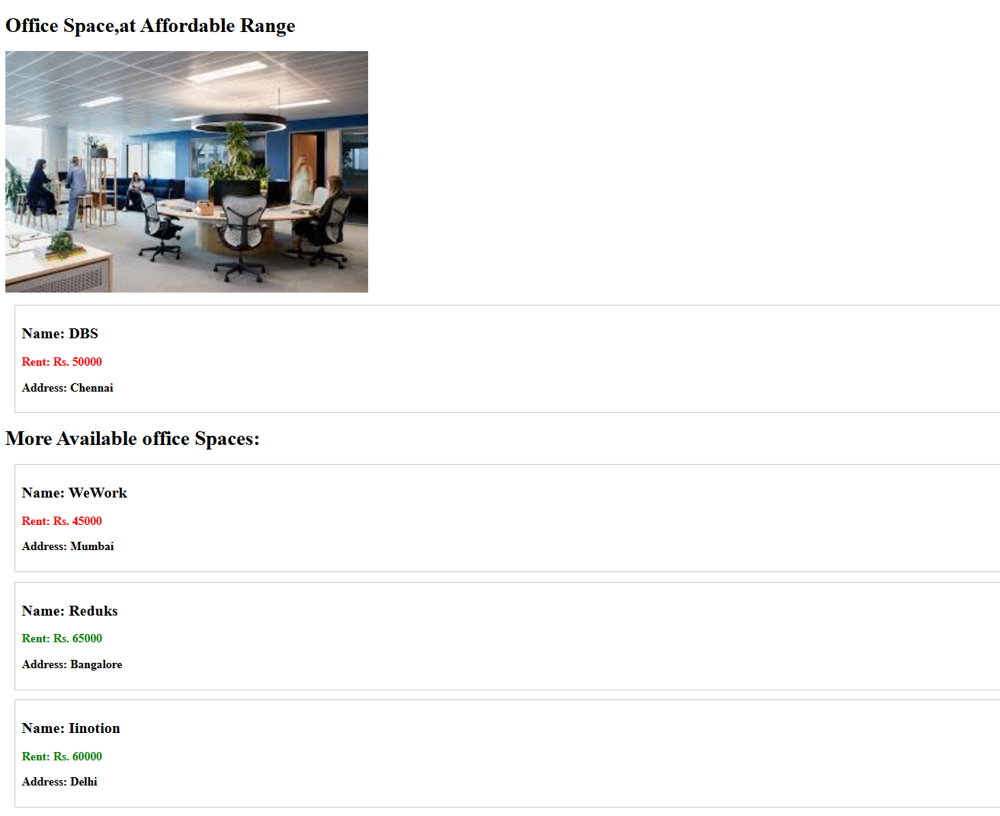 Office Space,at Affordable Range
Name: DBS
Rent: Rs. 50000
Address: Chennai
More Available office Spaces:
Name: WeWork
Rent: Rs. 45000
Address: Mumbai
Name: Reduks
Rent: Rs. 65000
Address: Bangalore
Name: Iinotion
Rent: Rs. 60000
Address: Delhi